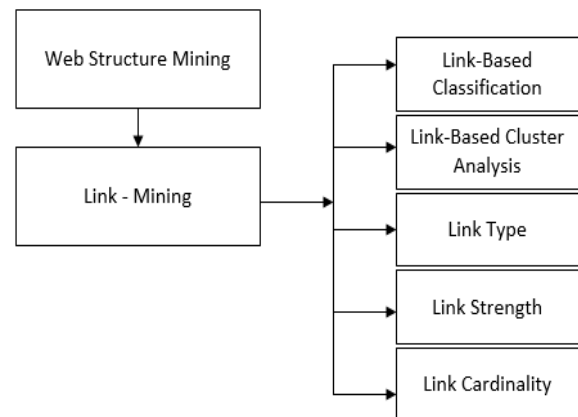 Web Structure Mining
Link - Mining
Link-Based
Classification
Link-Based Cluster
Analysis
Link Type
Link Strength
Link Cardinality